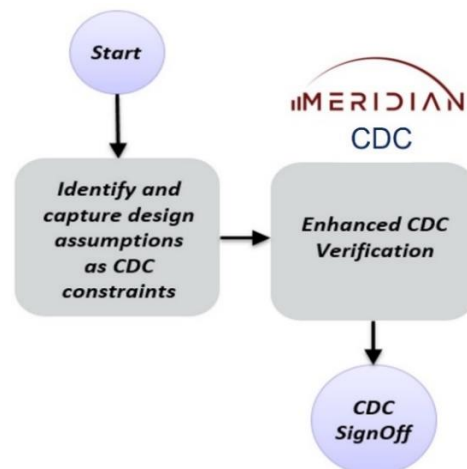 Start
MERIDIAN
CDC
Identify and
capture design
assumptions
as CDC
constraints
Enhanced CDC
Verification
CDC
SignOff